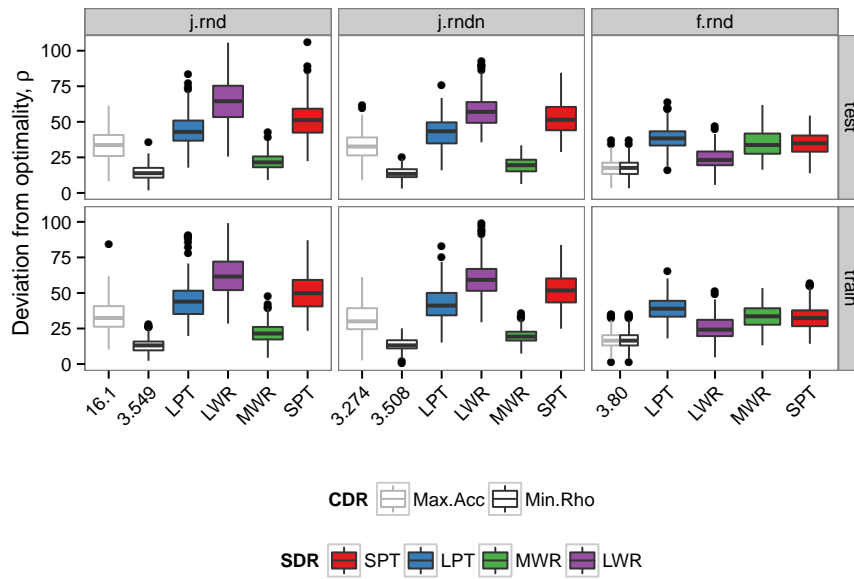 j.rnd j.rndn f.rnd
Deviation from optimality, ρ
100
75
50
25
0
test
100
75
50
25
0
train
16.1 3.549 LPT LWR MWR SPT
3.274 3.508 LPT LWR MWR SPT
3.80 LPT LWR MWR SPT
CDR Max.Acc Min.Rho
SDR SPT LPT MWR LWR